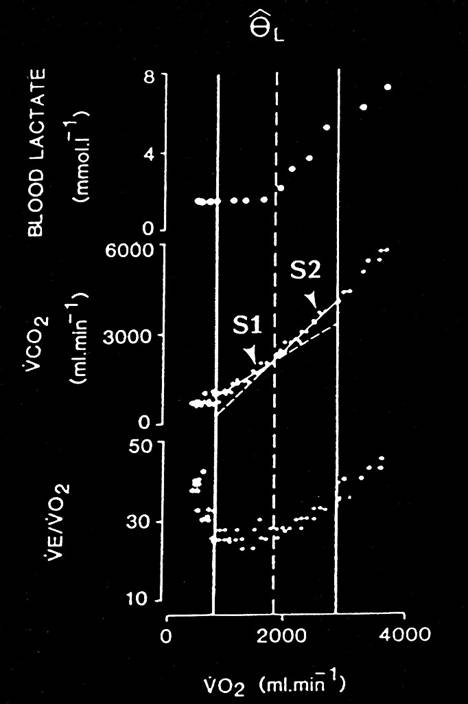 Θ̂L
BLOOD LACTATE
(mmol.l⁻¹)
8
4
0
V̇CO₂
(ml.min⁻¹)
6000
3000
0
S1
S2
V̇E/V̇O₂
50
30
10
0 2000 4000
V̇O₂ (ml.min⁻¹)